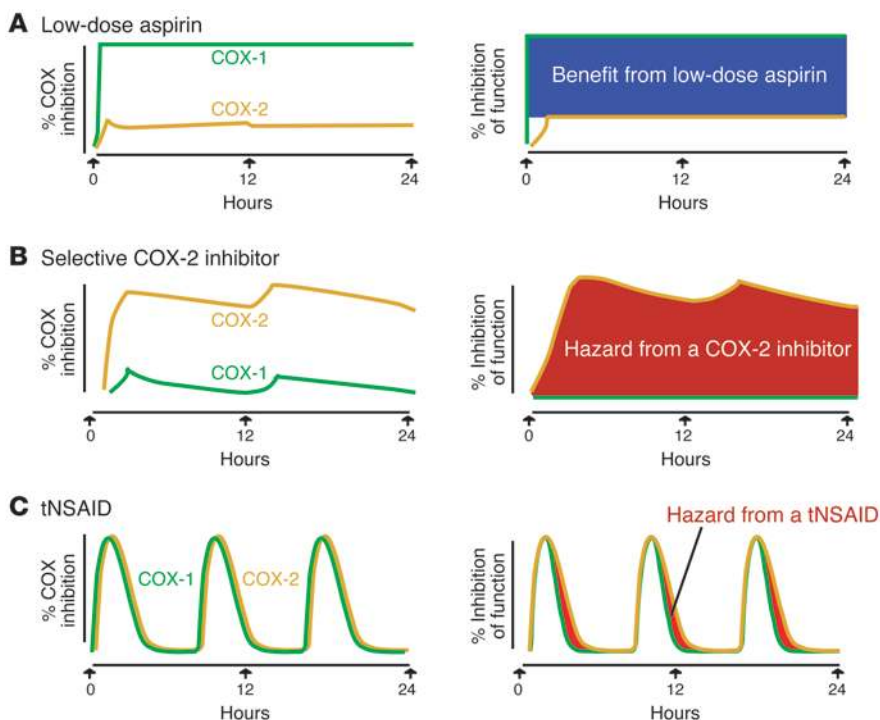 A Low-dose aspirin
% COX
inhibition
COX-1
COX-2
0
12
24
Hours
% Inhibition
of function
Benefit from low-dose aspirin
0
12
24
Hours
B Selective COX-2 inhibitor
% COX
inhibition
COX-2
COX-1
0
12
24
Hours
% Inhibition
of function
Hazard from a COX-2 inhibitor
0
12
24
Hours
C tNSAID
% COX
inhibition
COX-1
COX-2
0
12
24
Hours
Hazard from a tNSAID
% Inhibition
of function
0
12
24
Hours